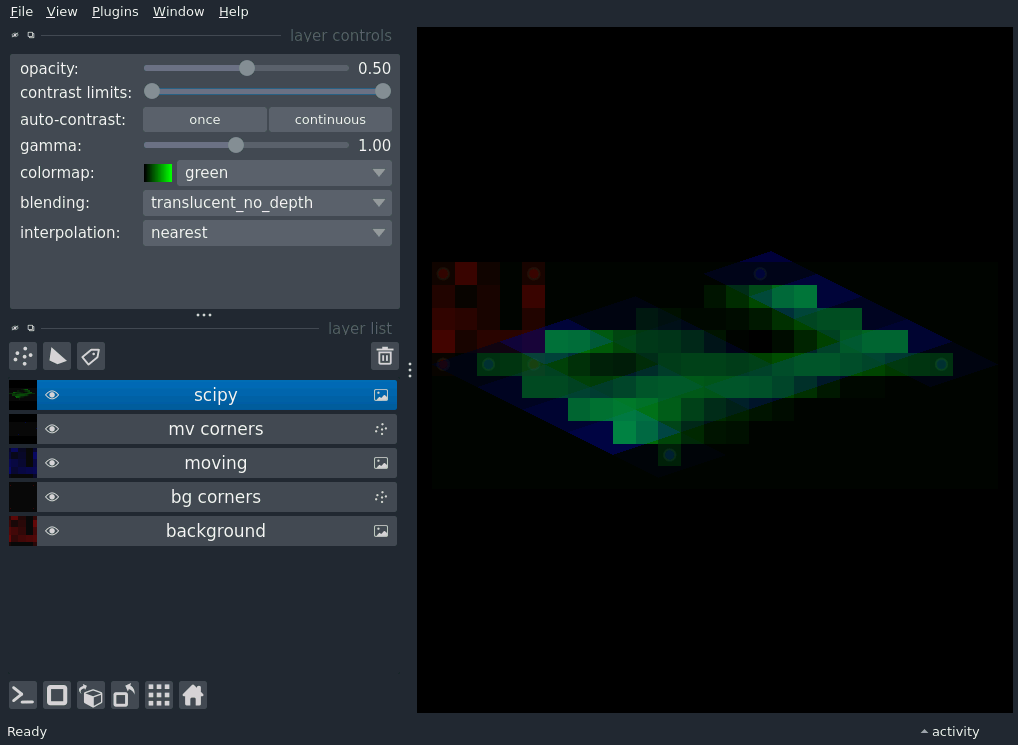 File View Plugins Window Help
layer controls
opacity: 0.50
contrast limits:
auto-contrast: once continuous
gamma: 1.00
colormap: green
blending: translucent_no_depth
interpolation: nearest
layer list
scipy
mv corners
moving
bg corners
background
Ready activity